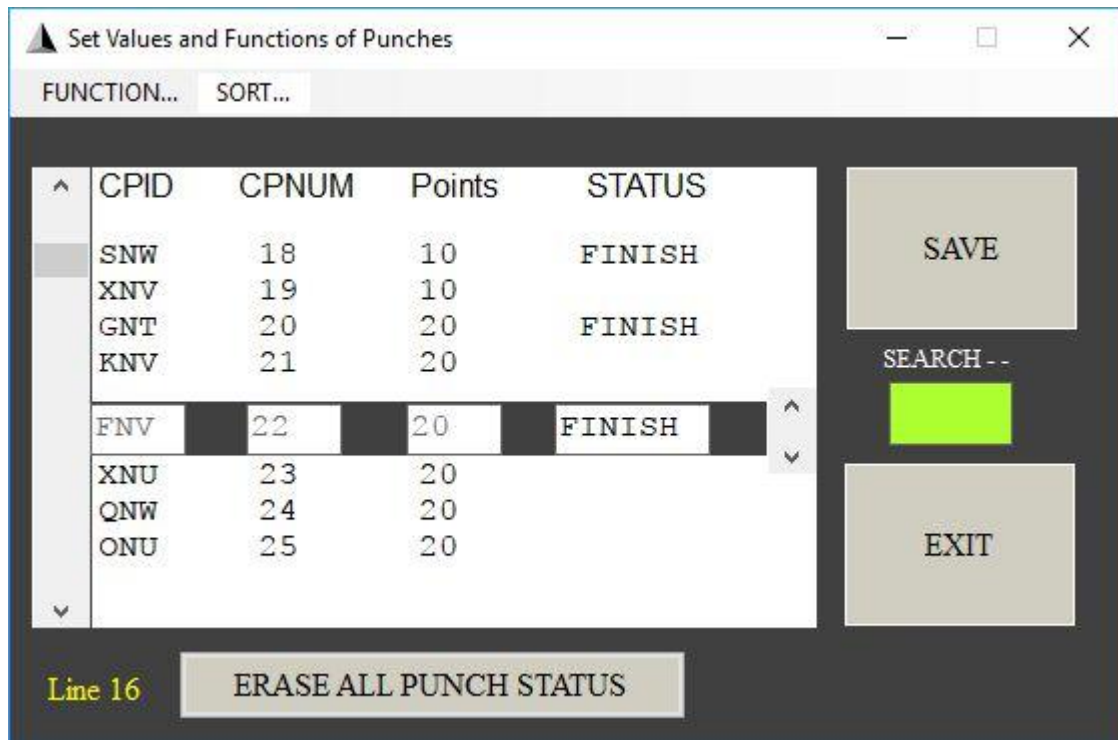 Set Values and Functions of Punches
FUNCTION... SORT...
CPID CPNUM Points STATUS
SNW 18 10 FINISH
XNV 19 10
GNT 20 20 FINISH
KNV 21 20
FNV 22 20 FINISH
XNU 23 20
QNW 24 20
ONU 25 20
SAVE
SEARCH - -
EXIT
Line 16 ERASE ALL PUNCH STATUS